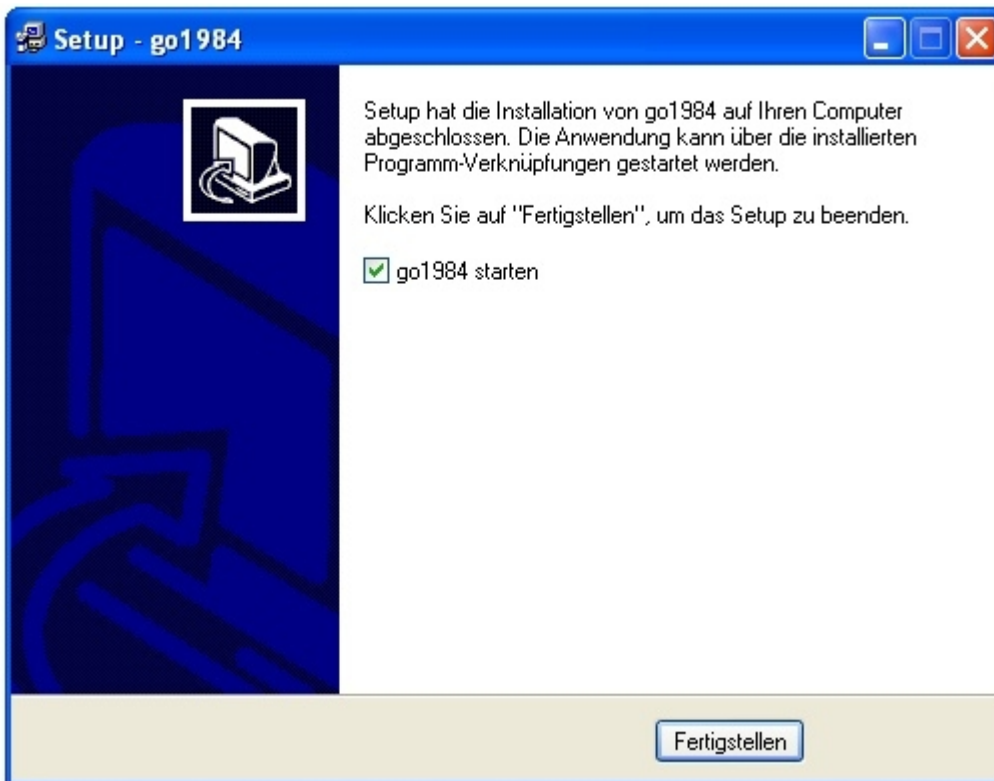 Setup - go1984
Setup hat die Installation von go1984 auf Ihren Computer
abgeschlossen. Die Anwendung kann über die installierten
Programm-Verknüpfungen gestartet werden.
Klicken Sie auf "Fertigstellen", um das Setup zu beenden.
go1984 starten
Fertigstellen